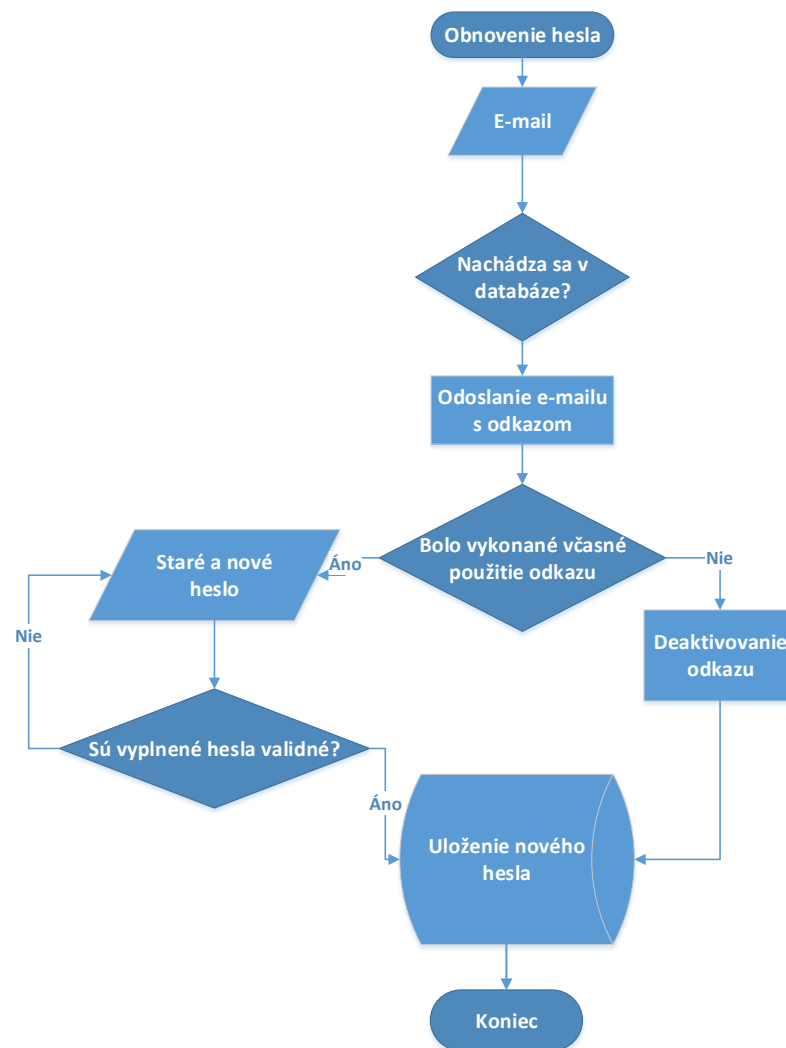 Obnovenie hesla
E-mail
Nachádza sa v
databáze?
Odoslanie e-mailu
s odkazom
Bolo vykonané včasné
použitie odkazu
Áno
Nie
Staré a nové
heslo
Nie
Deaktivovanie
odkazu
Sú vyplnené hesla validné?
Áno
Uloženie nového
hesla
Koniec